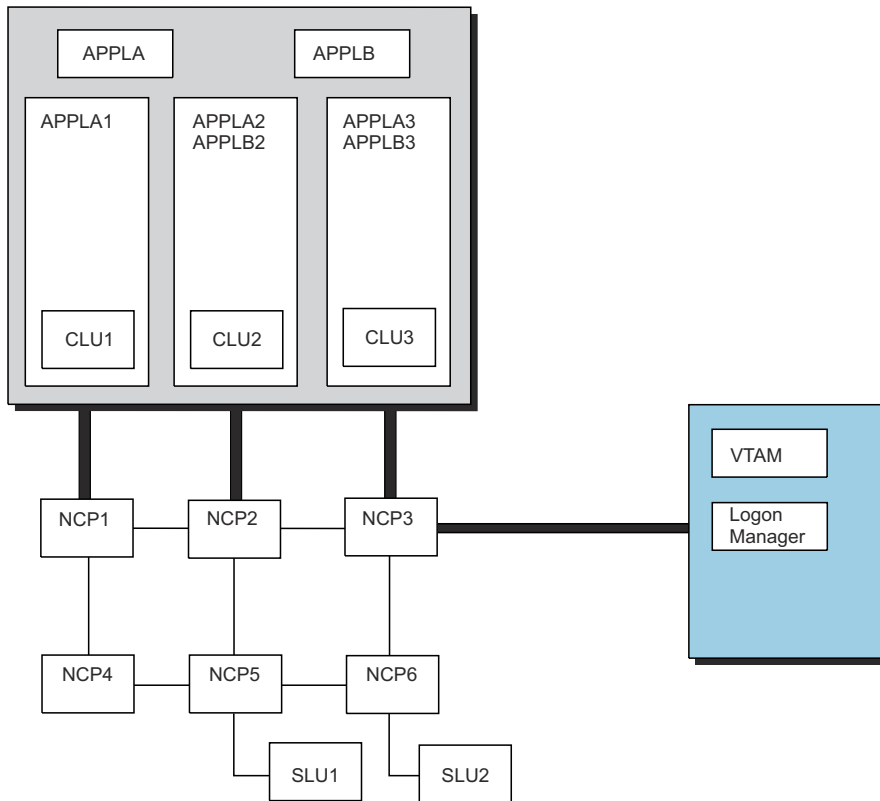 APPLA
APPLB
APPLA1
APPLA2
APPLB2
APPLA3
APPLB3
CLU1
CLU2
CLU3
VTAM
Logon
Manager
NCP1
NCP2
NCP3
NCP4
NCP5
NCP6
SLU1
SLU2